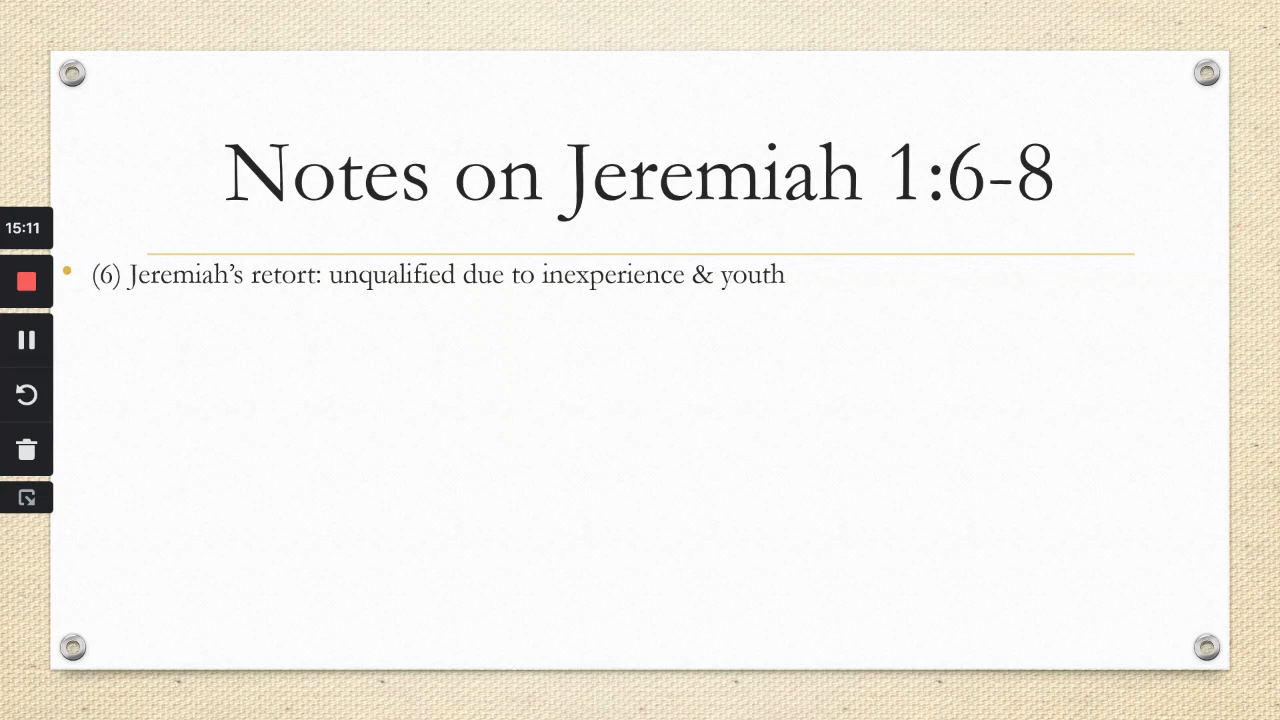 Notes on Jeremiah 1:6-8
15:11
• (6) Jeremiah’s retort: unqualified due to inexperience & youth